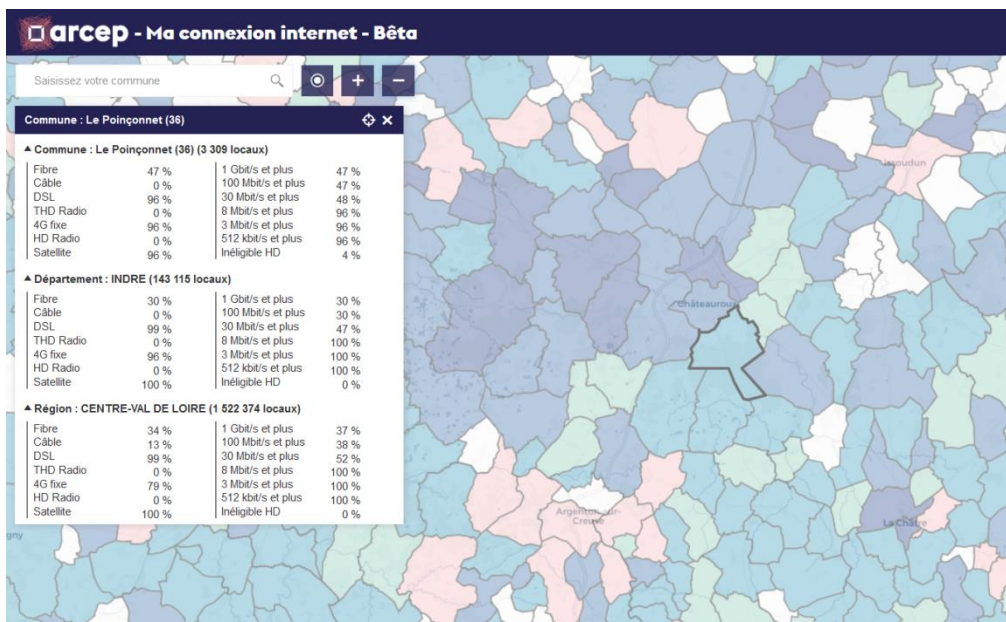 arcep - Ma connexion internet - Bêta
Saisissez votre commune
Commune : Le Poinçonnet (36)
Commune : Le Poinçonnet (36) (3 309 locaux)
Fibre 47 % 1 Gbit/s et plus 47 %
Câble 0 % 100 Mbit/s et plus 47 %
DSL 96 % 30 Mbit/s et plus 48 %
THD Radio 0 % 8 Mbit/s et plus 96 %
4G fixe 96 % 3 Mbit/s et plus 96 %
HD Radio 0 % 512 kbit/s et plus 96 %
Satellite 96 % Inéligible HD 4 %
Département : INDRE (143 115 locaux)
Fibre 30 % 1 Gbit/s et plus 30 %
Câble 0 % 100 Mbit/s et plus 30 %
DSL 99 % 30 Mbit/s et plus 47 %
THD Radio 0 % 8 Mbit/s et plus 100 %
4G fixe 96 % 3 Mbit/s et plus 100 %
HD Radio 0 % 512 kbit/s et plus 100 %
Satellite 100 % Inéligible HD 0 %
Région : CENTRE-VAL DE LOIRE (1 522 374 locaux)
Fibre 34 % 1 Gbit/s et plus 37 %
Câble 13 % 100 Mbit/s et plus 38 %
DSL 99 % 30 Mbit/s et plus 52 %
THD Radio 0 % 8 Mbit/s et plus 100 %
4G fixe 79 % 3 Mbit/s et plus 100 %
HD Radio 0 % 512 kbit/s et plus 100 %
Satellite 100 % Inéligible HD 0 %
Issoudun
Châteauroux
Argenton-sur-
Creuse
La Châtre